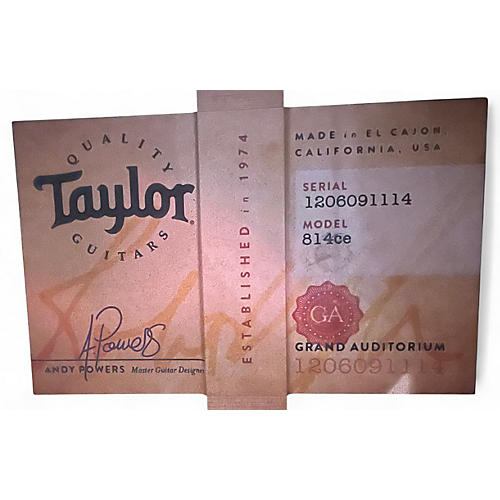 QUALITY
Taylor®
GUITARS
A.Powers
ANDY POWERS Master Guitar Designer
ESTABLISHED in 1974
MADE in EL CAJON,
CALIFORNIA, USA
SERIAL
1206091114
MODEL
814ce
GA
GRAND AUDITORIUM
1206091114